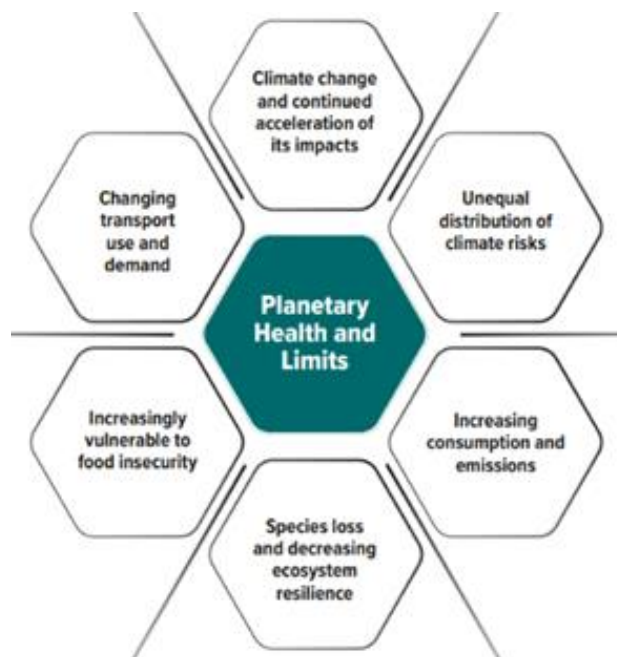 Climate change
and continued
acceleration of
its impacts
Changing
transport
use and
demand
Unequal
distribution of
climate risks
Planetary
Health and
Limits
Increasingly
vulnerable to
food insecurity
Increasing
consumption and
emissions
Species loss
and decreasing
ecosystem
resilience